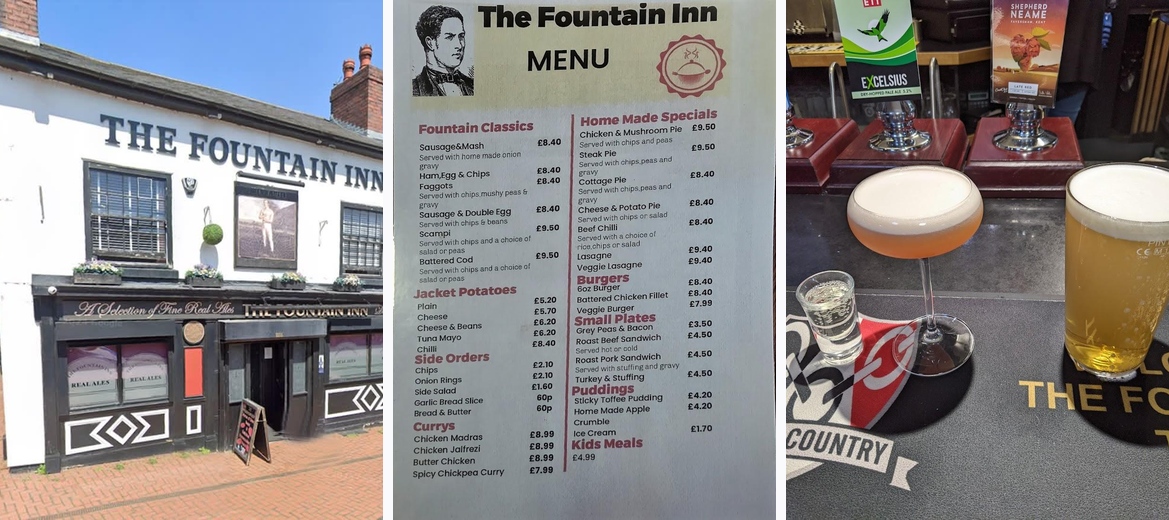 THE FOUNTAIN INN
A Selection of Fine Real Ales
THE FOUNTAIN INN
REAL ALES
REAL ALES
The Fountain Inn
MENU
Fountain Classics
Sausage&Mash £8.40
Served with home made onion
gravy
Ham,Egg & Chips £8.40
Faggots £8.40
Served with chips,mushy peas &
gravy
Sausage & Double Egg £8.40
Served with chips & beans
Scampi £9.50
Served with chips and a choice of
salad or peas
Battered Cod £9.50
Served with chips and a choice of
salad or peas
Jacket Potatoes
Plain £5.20
Cheese £5.70
Cheese & Beans £6.20
Tuna Mayo £6.20
Chilli £8.40
Side Orders
Chips £2.10
Onion Rings £2.10
Side Salad £1.60
Garlic Bread Slice 60p
Bread & Butter 60p
Currys
Chicken Madras £8.99
Chicken Jalfrezi £8.99
Butter Chicken £8.99
Spicy Chickpea Curry £7.99
Home Made Specials
Chicken & Mushroom Pie £9.50
Served with chips and peas
Steak Pie £9.50
Served with chips,peas and
gravy
Cottage Pie £8.40
Served with chips,peas and
gravy
Cheese & Potato Pie £8.40
Served with chips or salad
Beef Chilli £8.40
Served with a choice of
rice,chips or salad
Lasagne £9.40
Veggie Lasagne £9.40
Burgers
6oz Burger £8.40
Battered Chicken Fillet £8.40
Veggie Burger £7.99
Small Plates
Grey Peas & Bacon £3.50
Roast Beef Sandwich £4.50
Served hot or cold
Roast Pork Sandwich £4.50
Served with stuffing and gravy
Turkey & Stuffing £4.50
Puddings
Sticky Toffee Pudding £4.20
Home Made Apple £4.20
Crumble
Ice Cream £1.70
Kids Meals
£4.99
EXCELSIUS
DRY-HOPPED PALE ALE 5.2%
SHEPHERD
NEAME
LATE RED
COUNTRY
THE FO